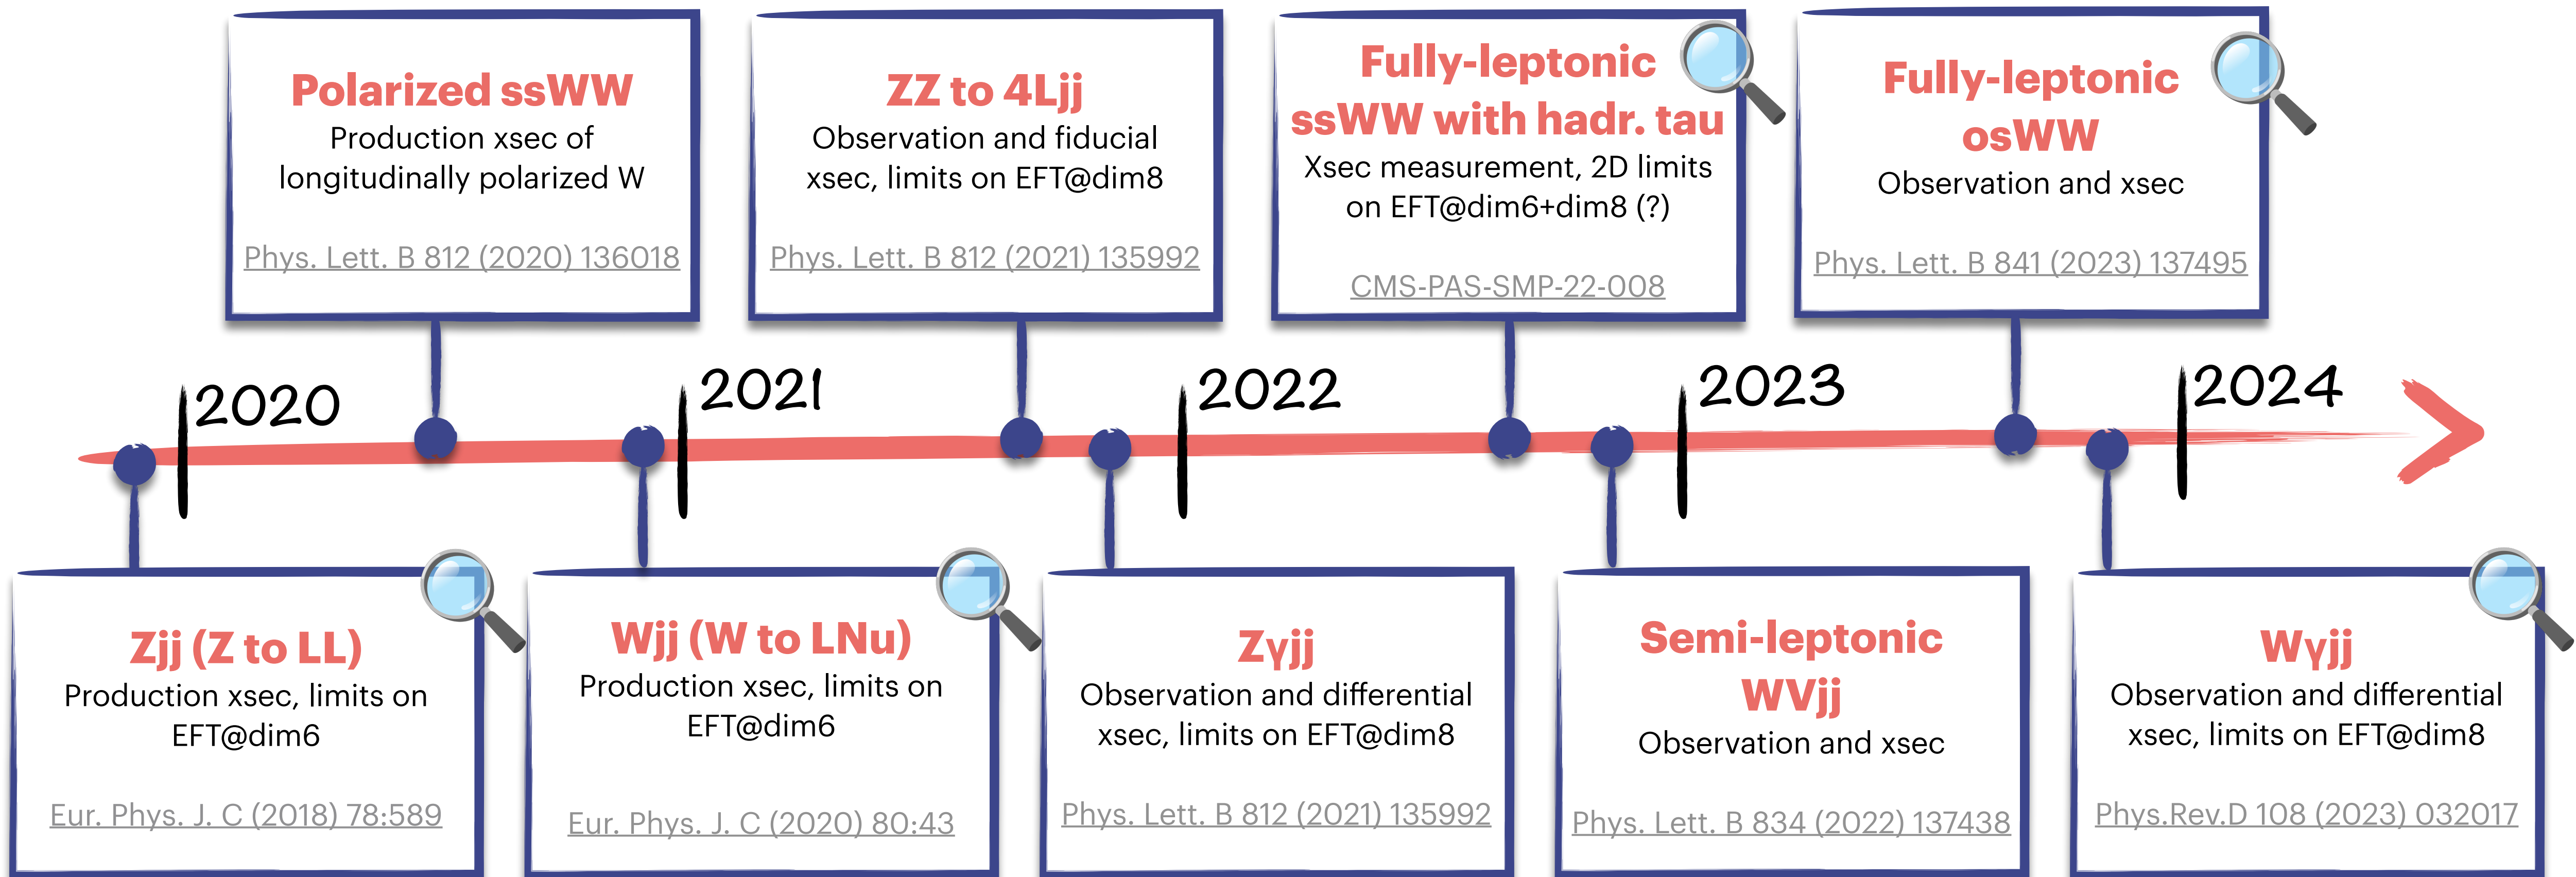 Polarized ssWW
Production xsec of
longitudinally polarized W
Phys. Lett. B 812 (2020) 136018
ZZ to 4Ljj
Observation and fiducial
xsec, limits on EFT@dim8
Phys. Lett. B 812 (2021) 135992
Fully-leptonic
ssWW with hadr. tau
Xsec measurement, 2D limits
on EFT@dim6+dim8 (?)
CMS-PAS-SMP-22-008
Fully-leptonic
osWW
Observation and xsec
Phys. Lett. B 841 (2023) 137495
2020
2021
2022
2023
2024
Zjj (Z to LL)
Production xsec, limits on
EFT@dim6
Eur. Phys. J. C (2018) 78:589
Wjj (W to LNu)
Production xsec, limits on
EFT@dim6
Eur. Phys. J. C (2020) 80:43
Zγjj
Observation and differential
xsec, limits on EFT@dim8
Phys. Lett. B 812 (2021) 135992
Semi-leptonic
WVjj
Observation and xsec
Phys. Lett. B 834 (2022) 137438
Wγjj
Observation and differential
xsec, limits on EFT@dim8
Phys.Rev.D 108 (2023) 032017